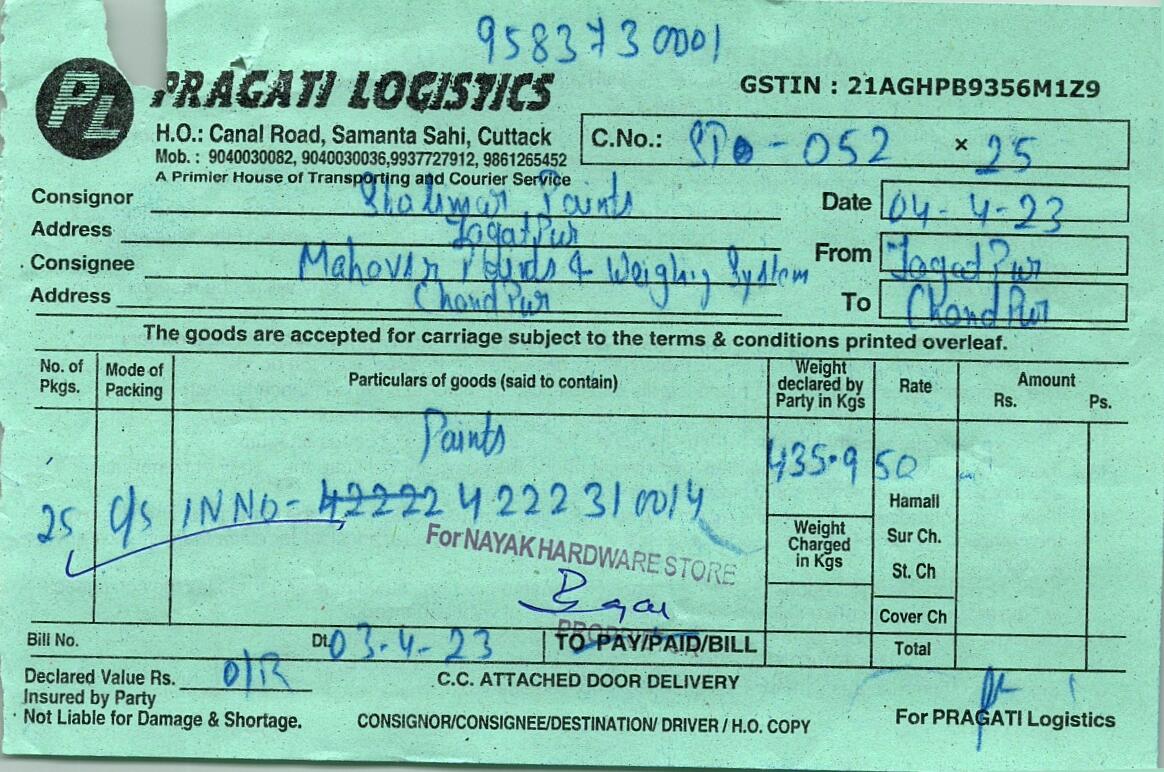 9583730001
PL PRAGATI LOGISTICS
GSTIN : 21AGHPB9356M1Z9
H.O.: Canal Road, Samanta Sahi, Cuttack
Mob. : 9040030082, 9040030036,9937727912, 9861265452
A Primier House of Transporting and Courier Service
C.No.: - 052 × 25
Consignor Shalimar Paints
Date 04-4-23
Address JagatPur
From JagatPur
Consignee Paints & Weighing System
Address ChandPur
To ChandPur
The goods are accepted for carriage subject to the terms & conditions printed overleaf.
No. of Pkgs. Mode of Packing Particulars of goods (said to contain) Weight declared by Party in Kgs Rate Amount Rs. Ps.
Paints
435.9 50
25 C/S INNO- 42222 4222310014
Hamali
For NAYAK HARDWARE STORE
Weight Charged in Kgs
Sur Ch.
St. Ch
Cover Ch
Bill No. Dt. 03-4-23 TO PAY/PAID/BILL Total
Declared Value Rs. O/R
C.C. ATTACHED DOOR DELIVERY
Insured by Party
Not Liable for Damage & Shortage.
CONSIGNOR/CONSIGNEE/DESTINATION/ DRIVER / H.O. COPY
For PRAGATI Logistics